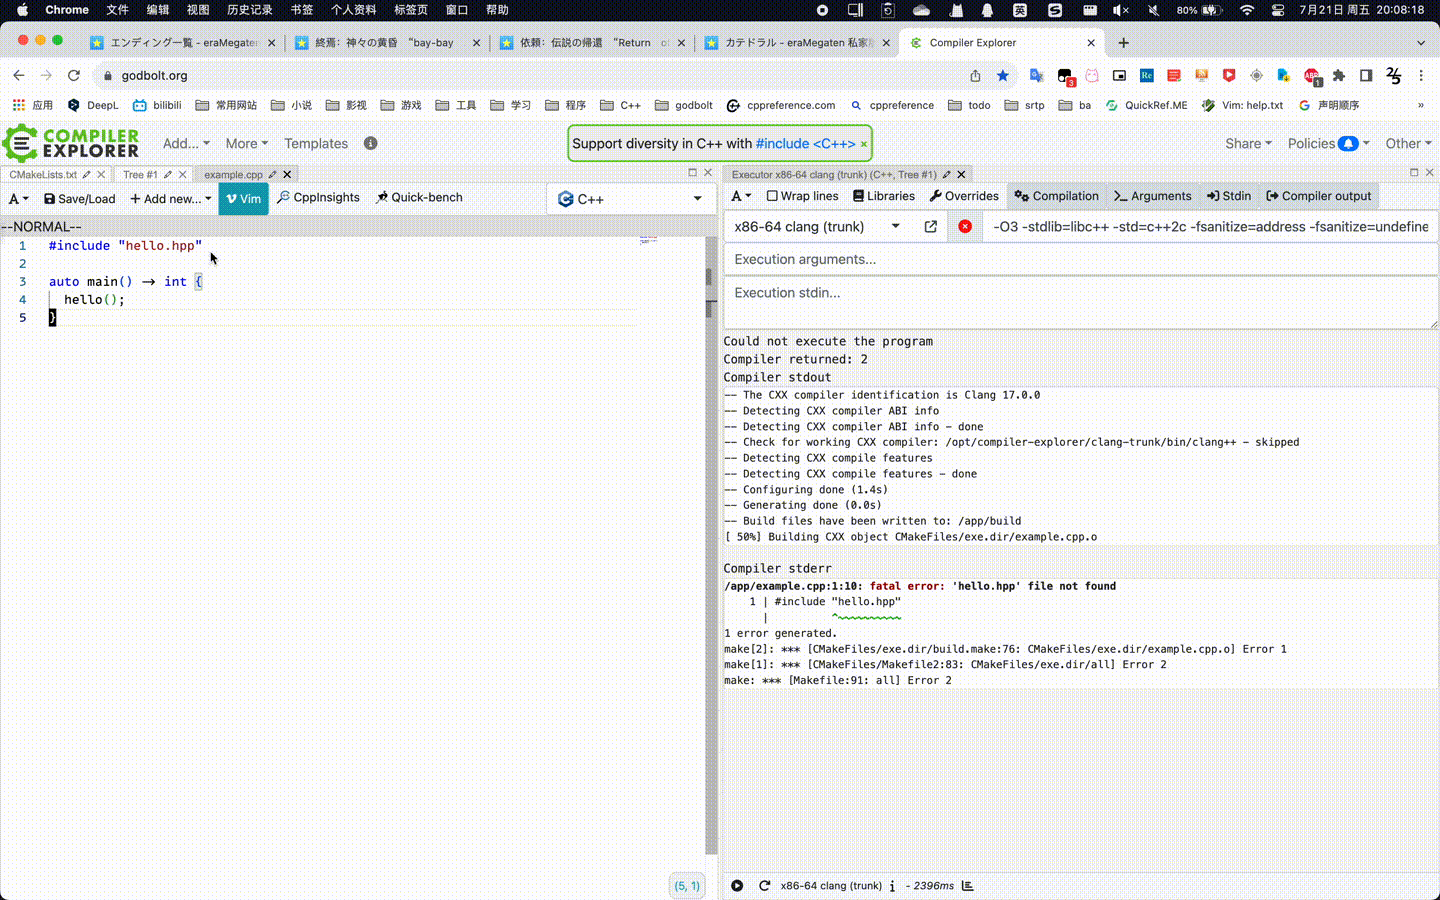 Chrome 文件 编辑 视图 历史记录 书签 个人资料 标签页 窗口 帮助 英 80% 7月21日 周五 20:08:18
エンディング一覧 - eraMegaten 終焉：神々の黄昏 “bay-bay 依頼：伝説の帰還 “Return カテドラル - eraMegaten 私家 Compiler Explorer
godbolt.org
应用 DeepL bilibili 常用网站 小说 影视 游戏 工具 学习 程序 C++ godbolt cppreference.com cppreference todo srtp ba QuickRef.ME Vim: help.txt 声明顺序 »
COMPILER
EXPLORER
Add... More Templates Support diversity in C++ with #include <C++> × Share Policies Other
CMakeLists.txt Tree #1 example.cpp
A Save/Load + Add new... Vim CppInsights Quick-bench C++
--NORMAL--
1 #include "hello.hpp"
2
3 auto main() -> int {
4 hello();
5 }
(5, 1)
Executor x86-64 clang (trunk) (C++, Tree #1)
A Wrap lines Libraries Overrides Compilation Arguments Stdin Compiler output
x86-64 clang (trunk) -O3 -stdlib=libc++ -std=c++2c -fsanitize=address -fsanitize=undefine
Execution arguments...
Execution stdin...
Could not execute the program
Compiler returned: 2
Compiler stdout
-- The CXX compiler identification is Clang 17.0.0
-- Detecting CXX compiler ABI info
-- Detecting CXX compiler ABI info - done
-- Check for working CXX compiler: /opt/compiler-explorer/clang-trunk/bin/clang++ - skipped
-- Detecting CXX compile features
-- Detecting CXX compile features - done
-- Configuring done (1.4s)
-- Generating done (0.0s)
-- Build files have been written to: /app/build
[ 50%] Building CXX object CMakeFiles/exe.dir/example.cpp.o
Compiler stderr
/app/example.cpp:1:10: fatal error: 'hello.hpp' file not found
1 | #include "hello.hpp"
| ^~~~~~~~~~~
1 error generated.
make[2]: *** [CMakeFiles/exe.dir/build.make:76: CMakeFiles/exe.dir/example.cpp.o] Error 1
make[1]: *** [CMakeFiles/Makefile2:83: CMakeFiles/exe.dir/all] Error 2
make: *** [Makefile:91: all] Error 2
x86-64 clang (trunk) i - 2396ms